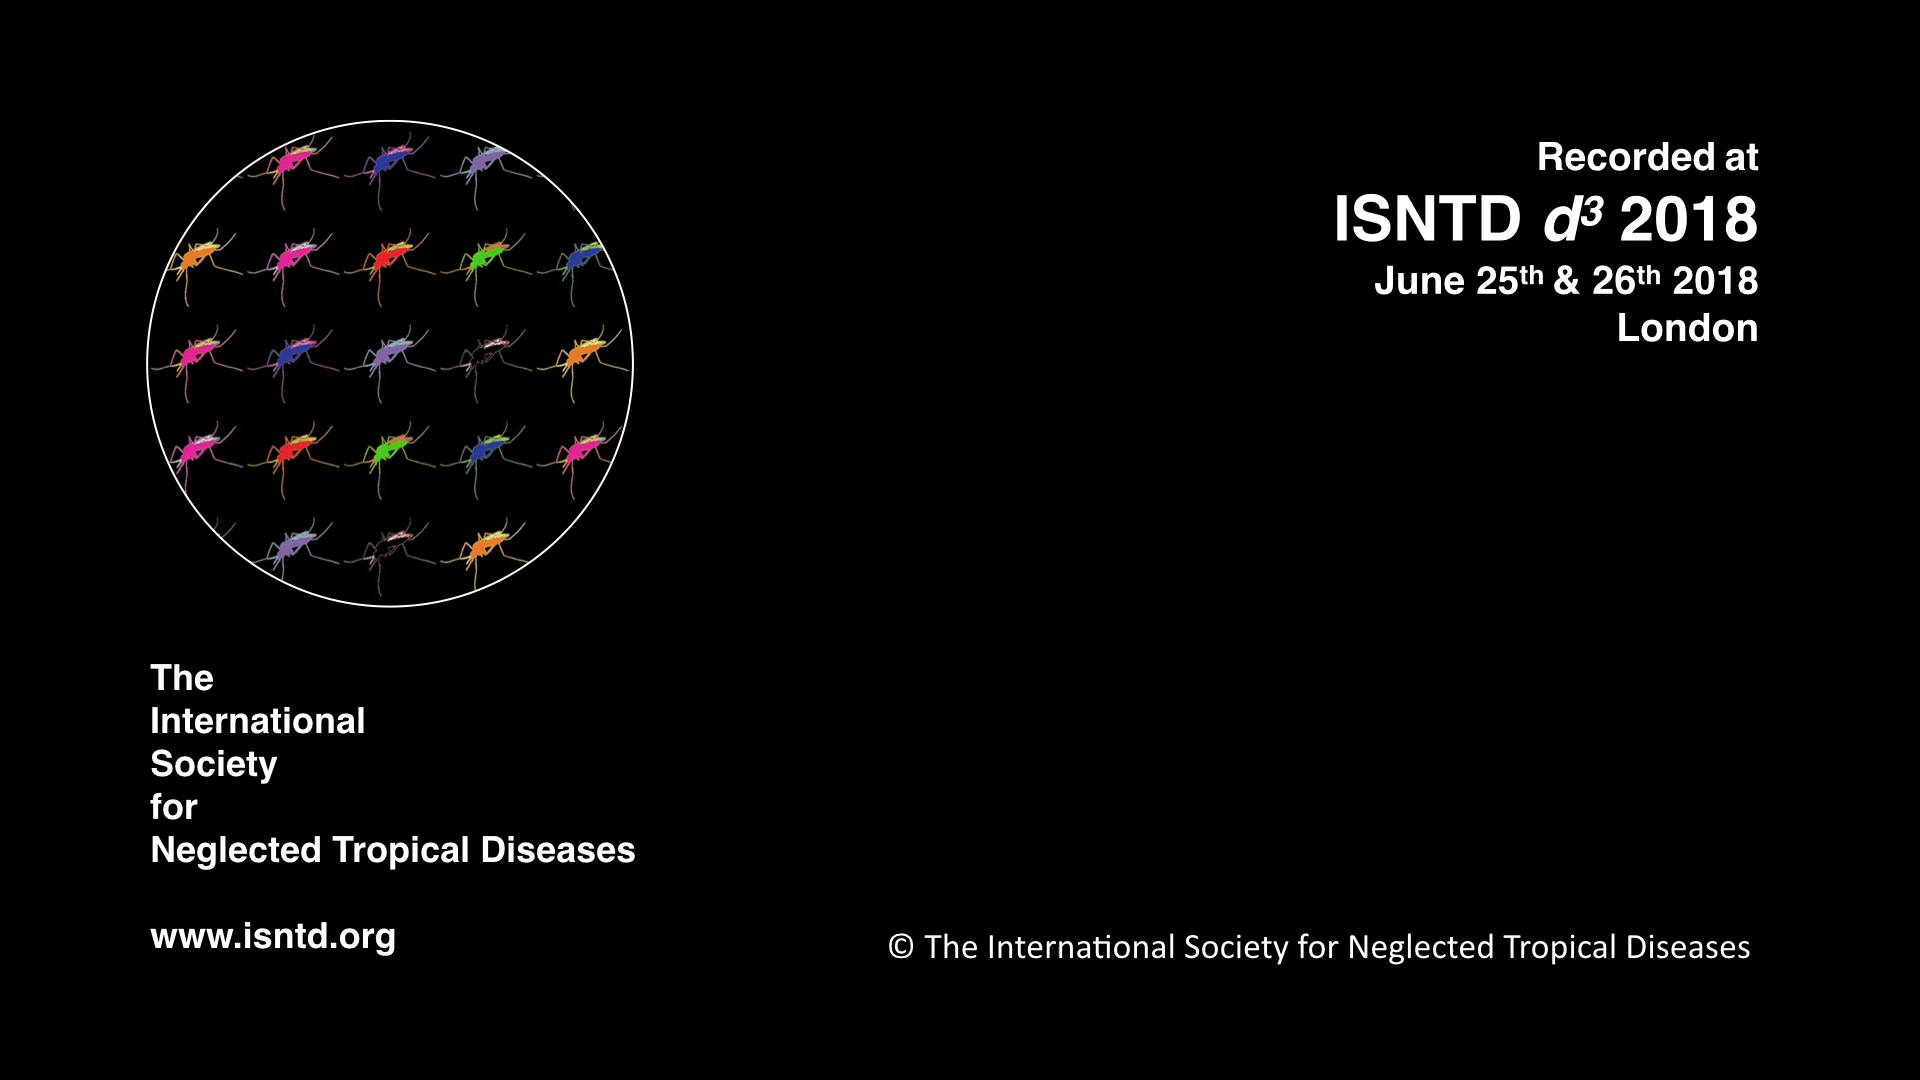 Recorded at
ISNTD d³ 2018
June 25th & 26th 2018
London
The
International
Society
for
Neglected Tropical Diseases
www.isntd.org
© The International Society for Neglected Tropical Diseases